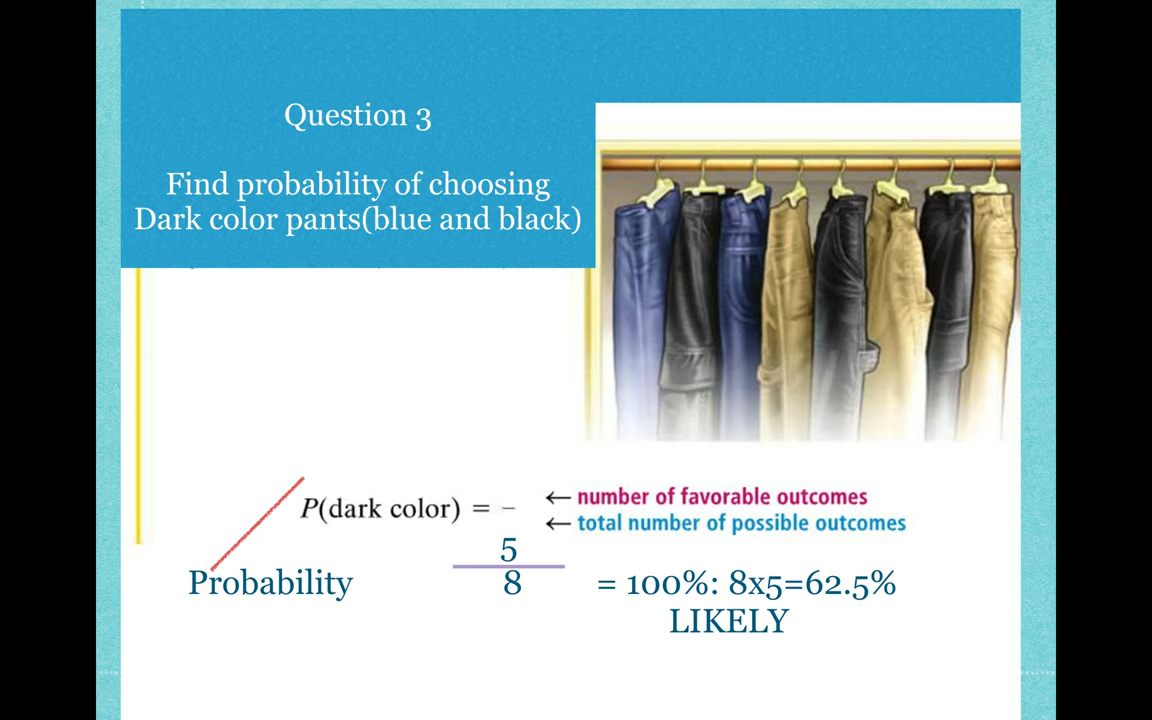 Question 3
Find probability of choosing
Dark color pants(blue and black)
P(dark color) = –
← number of favorable outcomes
← total number of possible outcomes
5
Probability 8 = 100%: 8x5=62.5%
LIKELY